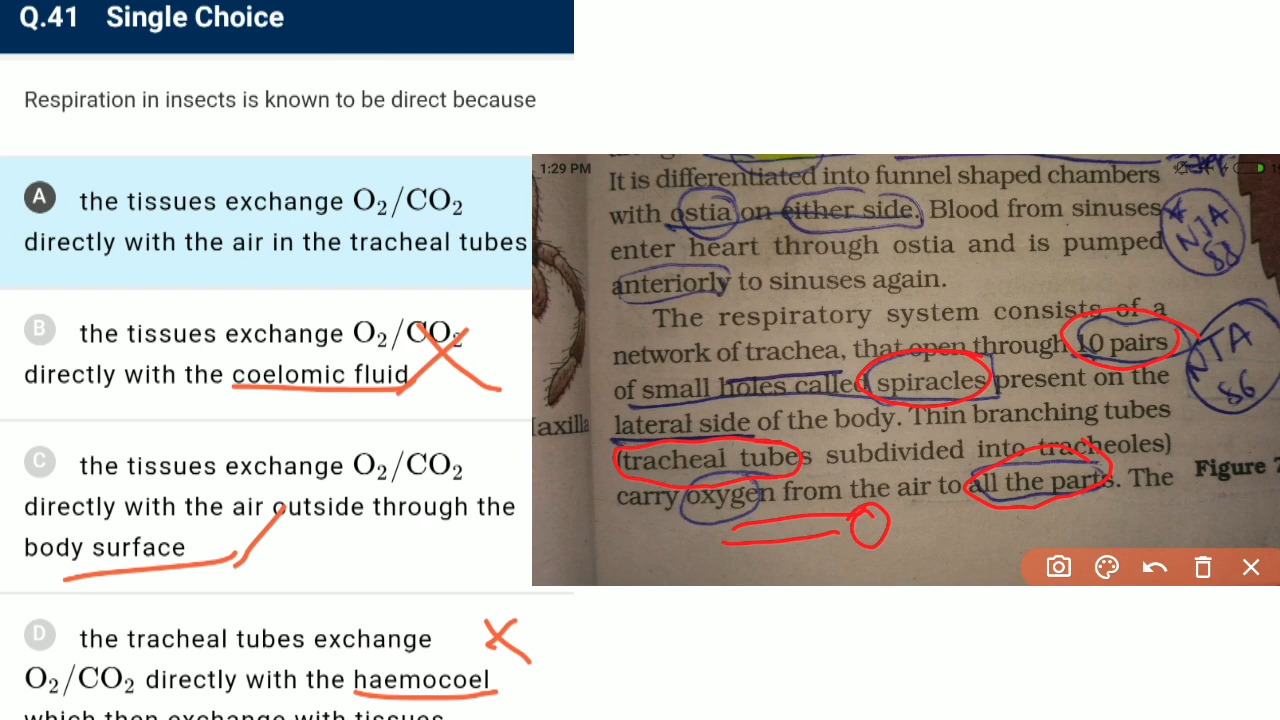 Q.41 Single Choice
Respiration in insects is known to be direct because
A the tissues exchange O₂/CO₂
directly with the air in the tracheal tubes
B the tissues exchange O₂/CO₂
directly with the coelomic fluid
C the tissues exchange O₂/CO₂
directly with the air outside through the
body surface
D the tracheal tubes exchange
O₂/CO₂ directly with the haemocoel
which then exchange with tissues
1:29 PM
It is differentiated into funnel shaped chambers
with ostia on either side. Blood from sinuses
enter heart through ostia and is pumped
anteriorly to sinuses again.
The respiratory system consists of a
network of trachea, that open through 10 pairs
of small holes called spiracles present on the
lateral side of the body. Thin branching tubes
(tracheal tubes subdivided into tracheoles)
carry oxygen from the air to all the parts. The
NTA
86
Figure